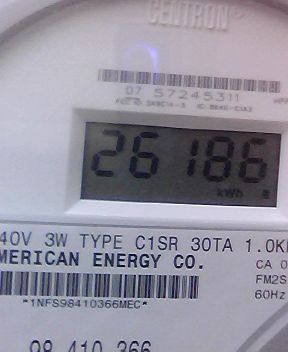 CENTRON®
07 57245311
26186
kWh
40V 3W TYPE C1SR 30TA 1.0K
MERICAN ENERGY CO.
CA 0
FM2S
60Hz
*1NFS98410366MEC*
98 410 366